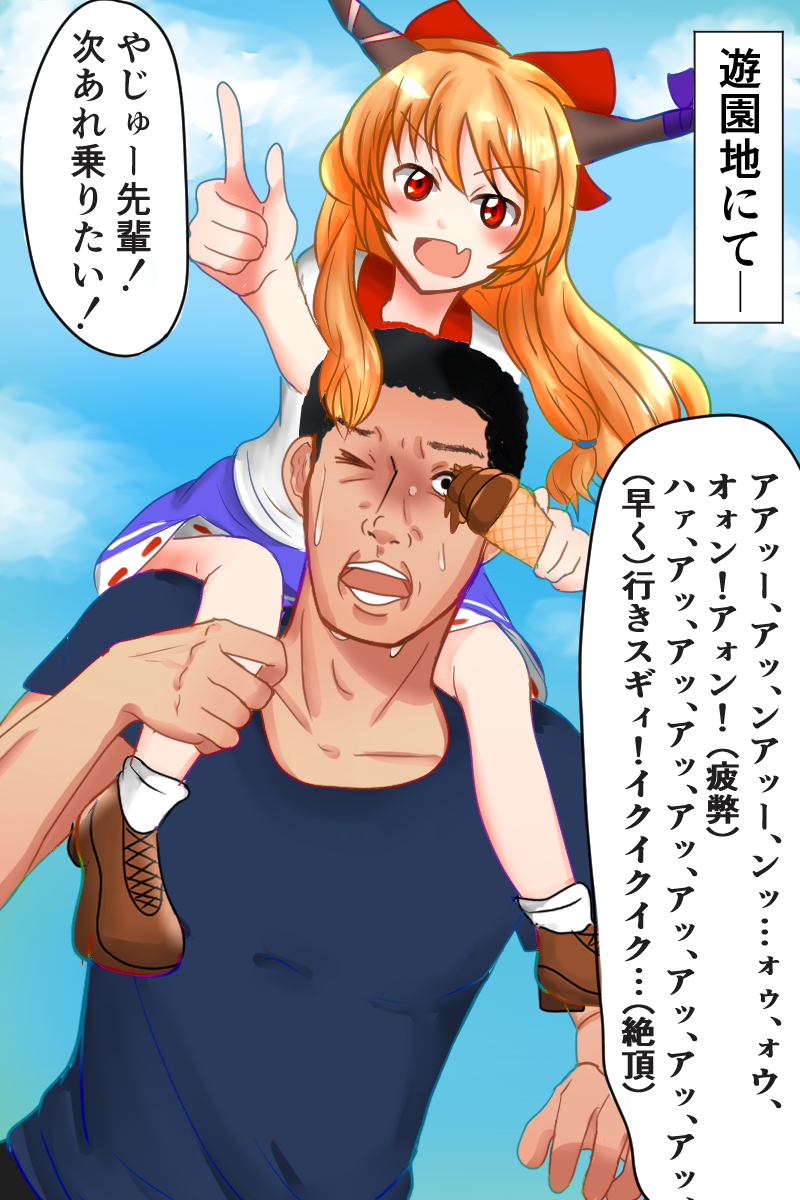 遊園地にて―
やじゅー先輩！
次あれ乗りたい！
アアッー、アッ、ンアッー、ンッ…ォゥ、ォウ、
オォン！アォン！（疲弊）
ハァ、アッ、アッ、アッ、アッ、アッ、アッ、アッ、アッ、アッ
（早〜）行きスギィ！イクイクイク…（絶頂）